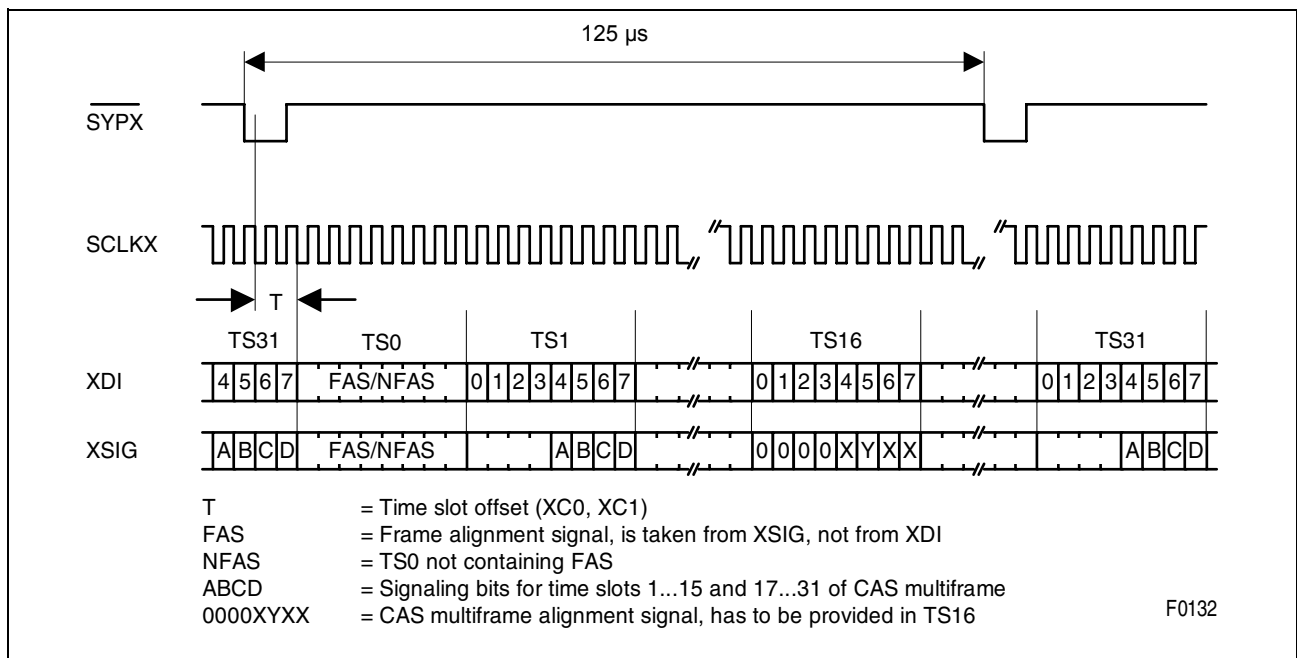 125 µs
SYPX
SCLKX
T
TS31 TS0 TS1 TS16 TS31
XDI 4 5 6 7 FAS/NFAS 0 1 2 3 4 5 6 7 0 1 2 3 4 5 6 7 0 1 2 3 4 5 6 7
XSIG A B C D FAS/NFAS A B C D 0 0 0 0 X Y X X A B C D
T = Time slot offset (XC0, XC1)
FAS = Frame alignment signal, is taken from XSIG, not from XDI
NFAS = TS0 not containing FAS
ABCD = Signaling bits for time slots 1...15 and 17...31 of CAS multiframe
0000XYXX = CAS multiframe alignment signal, has to be provided in TS16
F0132